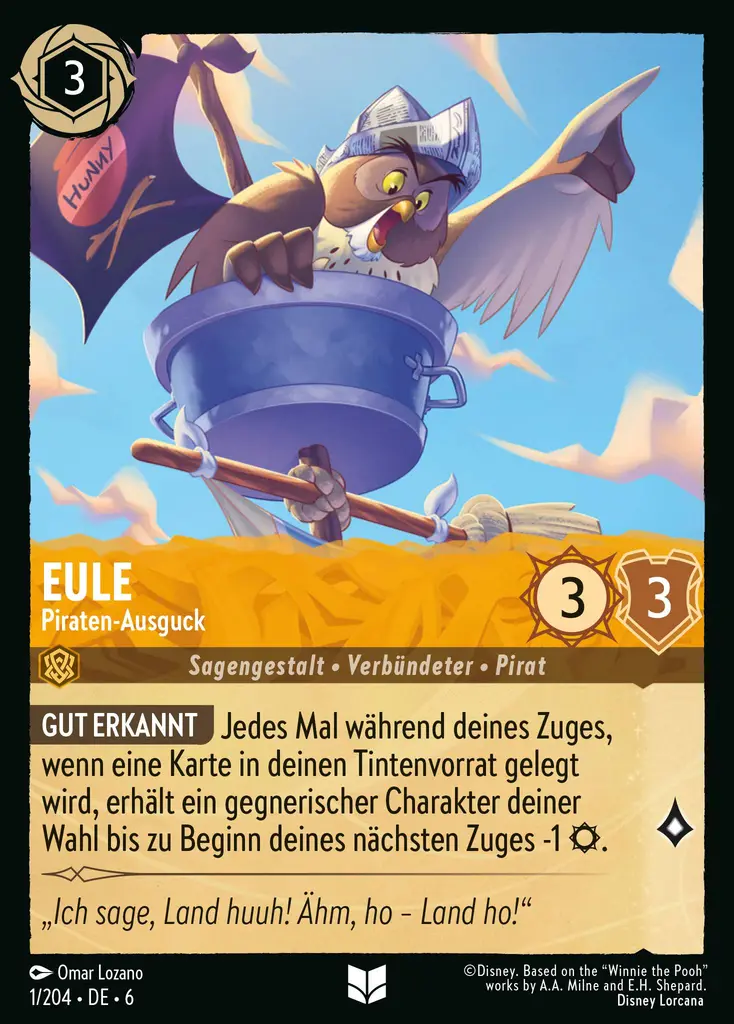 3
HUNNY
EULE
Piraten-Ausguck
3
3
Sagengestalt • Verbündeter • Pirat
GUT ERKANNT Jedes Mal während deines Zuges,
wenn eine Karte in deinen Tintenvorrat gelegt
wird, erhält ein gegnerischer Charakter deiner
Wahl bis zu Beginn deines nächsten Zuges -1 .
„Ich sage, Land huuh! Ähm, ho – Land ho!“
Omar Lozano
1/204 • DE • 6
©Disney. Based on the “Winnie the Pooh”
works by A.A. Milne and E.H. Shepard.
Disney Lorcana